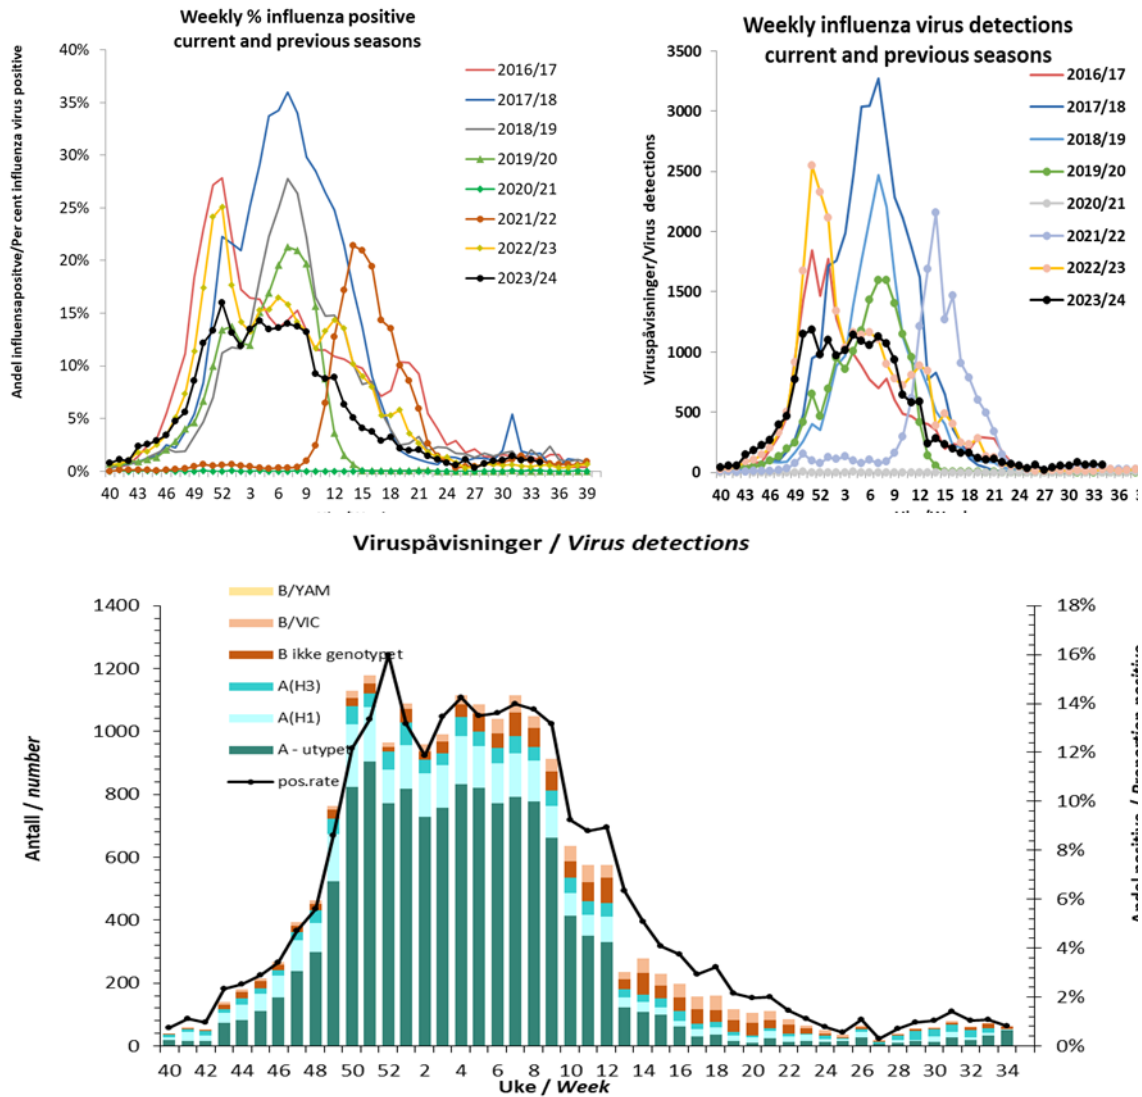 Weekly % influenza positive
current and previous seasons
Andel influensapositve/Per cent influenza virus positive
40%
35%
30%
25%
20%
15%
10%
5%
0%
2016/17
2017/18
2018/19
2019/20
2020/21
2021/22
2022/23
2023/24
40 43 46 49 52 3 6 9 12 15 18 21 24 27 30 33 36 39
Weekly influenza virus detections
current and previous seasons
Viruspåvisninger/Virus detections
3500
3000
2500
2000
1500
1000
500
0
2016/17
2017/18
2018/19
2019/20
2020/21
2021/22
2022/23
2023/24
40 43 46 49 52 3 6 9 12 15 18 21 24 27 30 33 36
Viruspåvisninger / Virus detections
Antall / number
1400
1200
1000
800
600
400
200
0
B/YAM
B/VIC
B ikke genotypet
A(H3)
A(H1)
A - utypet
pos.rate
18%
16%
14%
12%
10%
8%
6%
4%
2%
0%
Andel positive / Proportion positive
40 42 44 46 48 50 52 2 4 6 8 10 12 14 16 18 20 22 24 26 28 30 32 34
Uke / Week